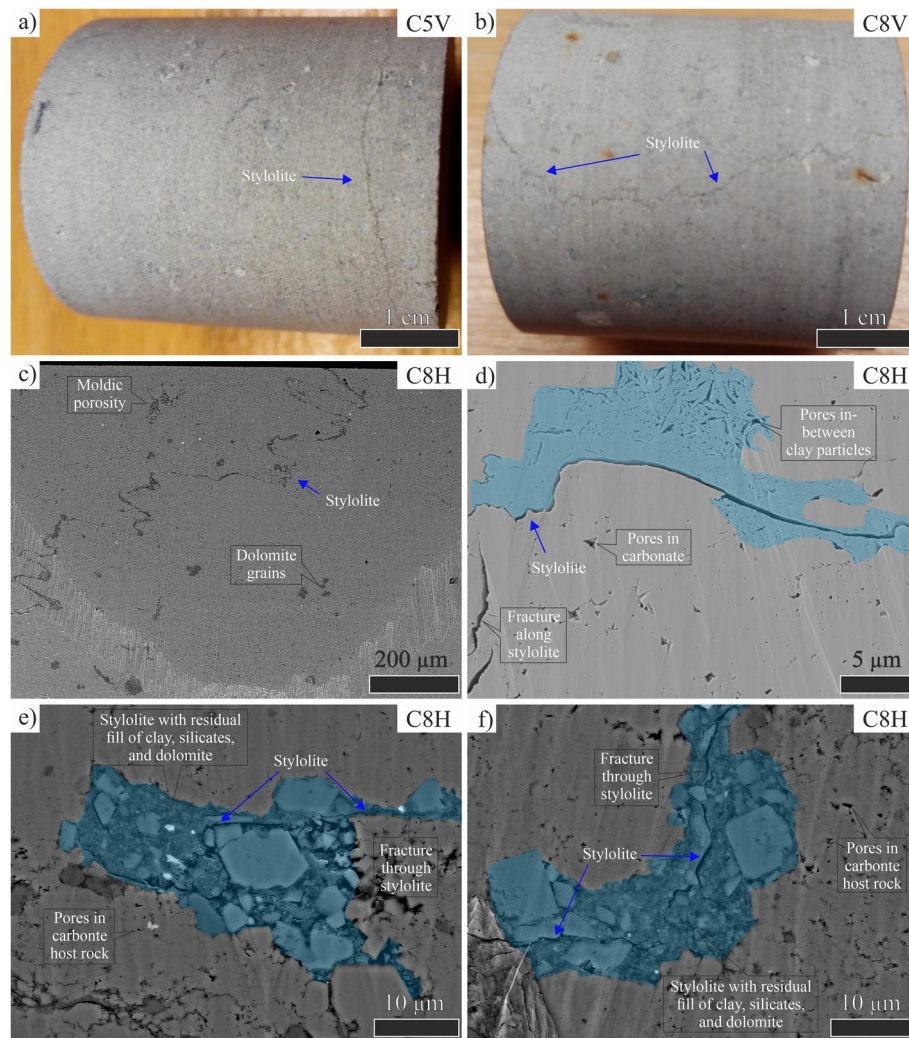 a)
C5V
Stylolite
1 cm
b)
C8V
Stylolite
1 cm
c)
C8H
Moldic
porosity
Stylolite
Dolomite
grains
200 µm
d)
C8H
Pores in-
between
clay particles
Stylolite
Pores in
carbonate
Fracture
along
stylolite
5 µm
e)
C8H
Stylolite with residual
fill of clay, silicates,
and dolomite
Stylolite
Fracture
through
stylolite
Pores in
carbonte
host rock
10 µm
f)
C8H
Fracture
through
stylolite
Stylolite
Pores in
carbonte
host rock
Stylolite with residual
fill of clay, silicates,
and dolomite
10 µm